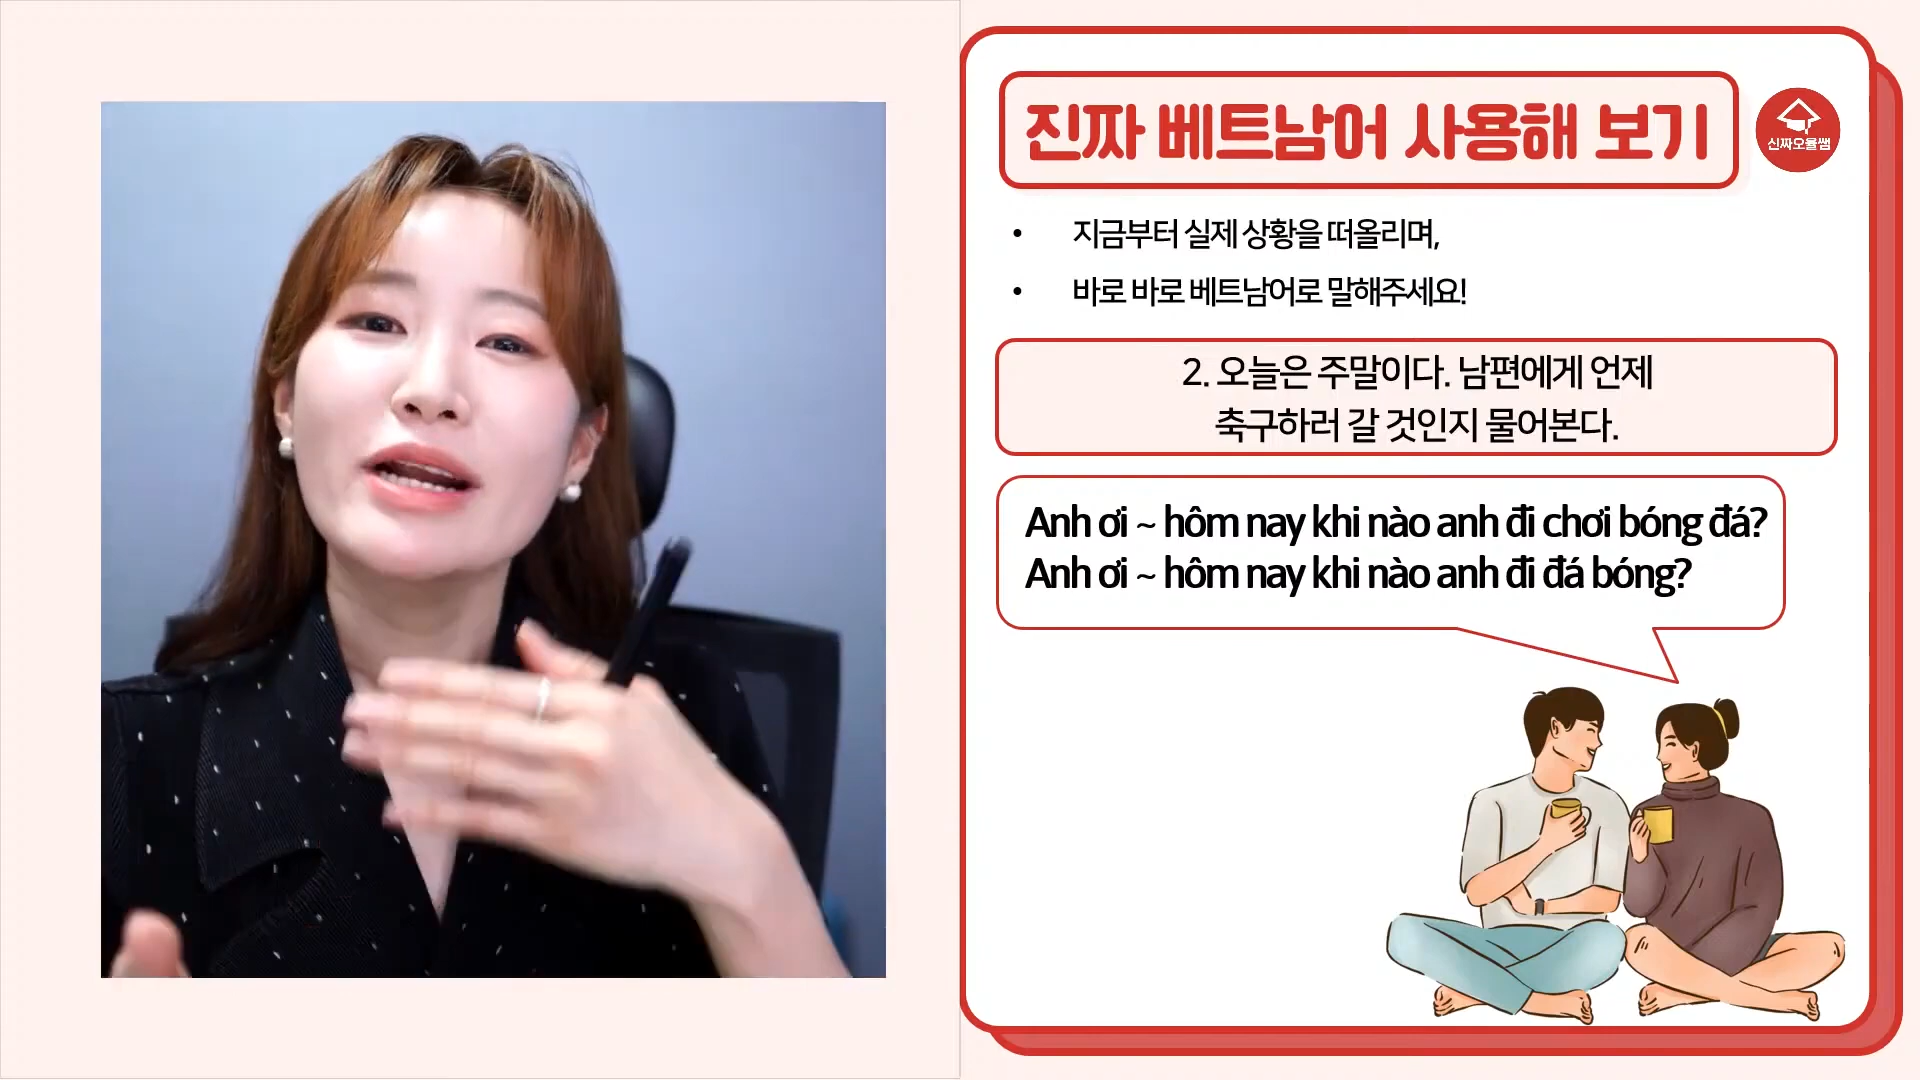 진짜 베트남어 사용해 보기
신짜오율쌤
• 지금부터 실제 상황을 떠올리며,
• 바로 바로 베트남어로 말해주세요!
2. 오늘은 주말이다. 남편에게 언제
축구하러 갈 것인지 물어본다.
Anh ơi ~ hôm nay khi nào anh đi chơi bóng đá?
Anh ơi ~ hôm nay khi nào anh đi đá bóng?